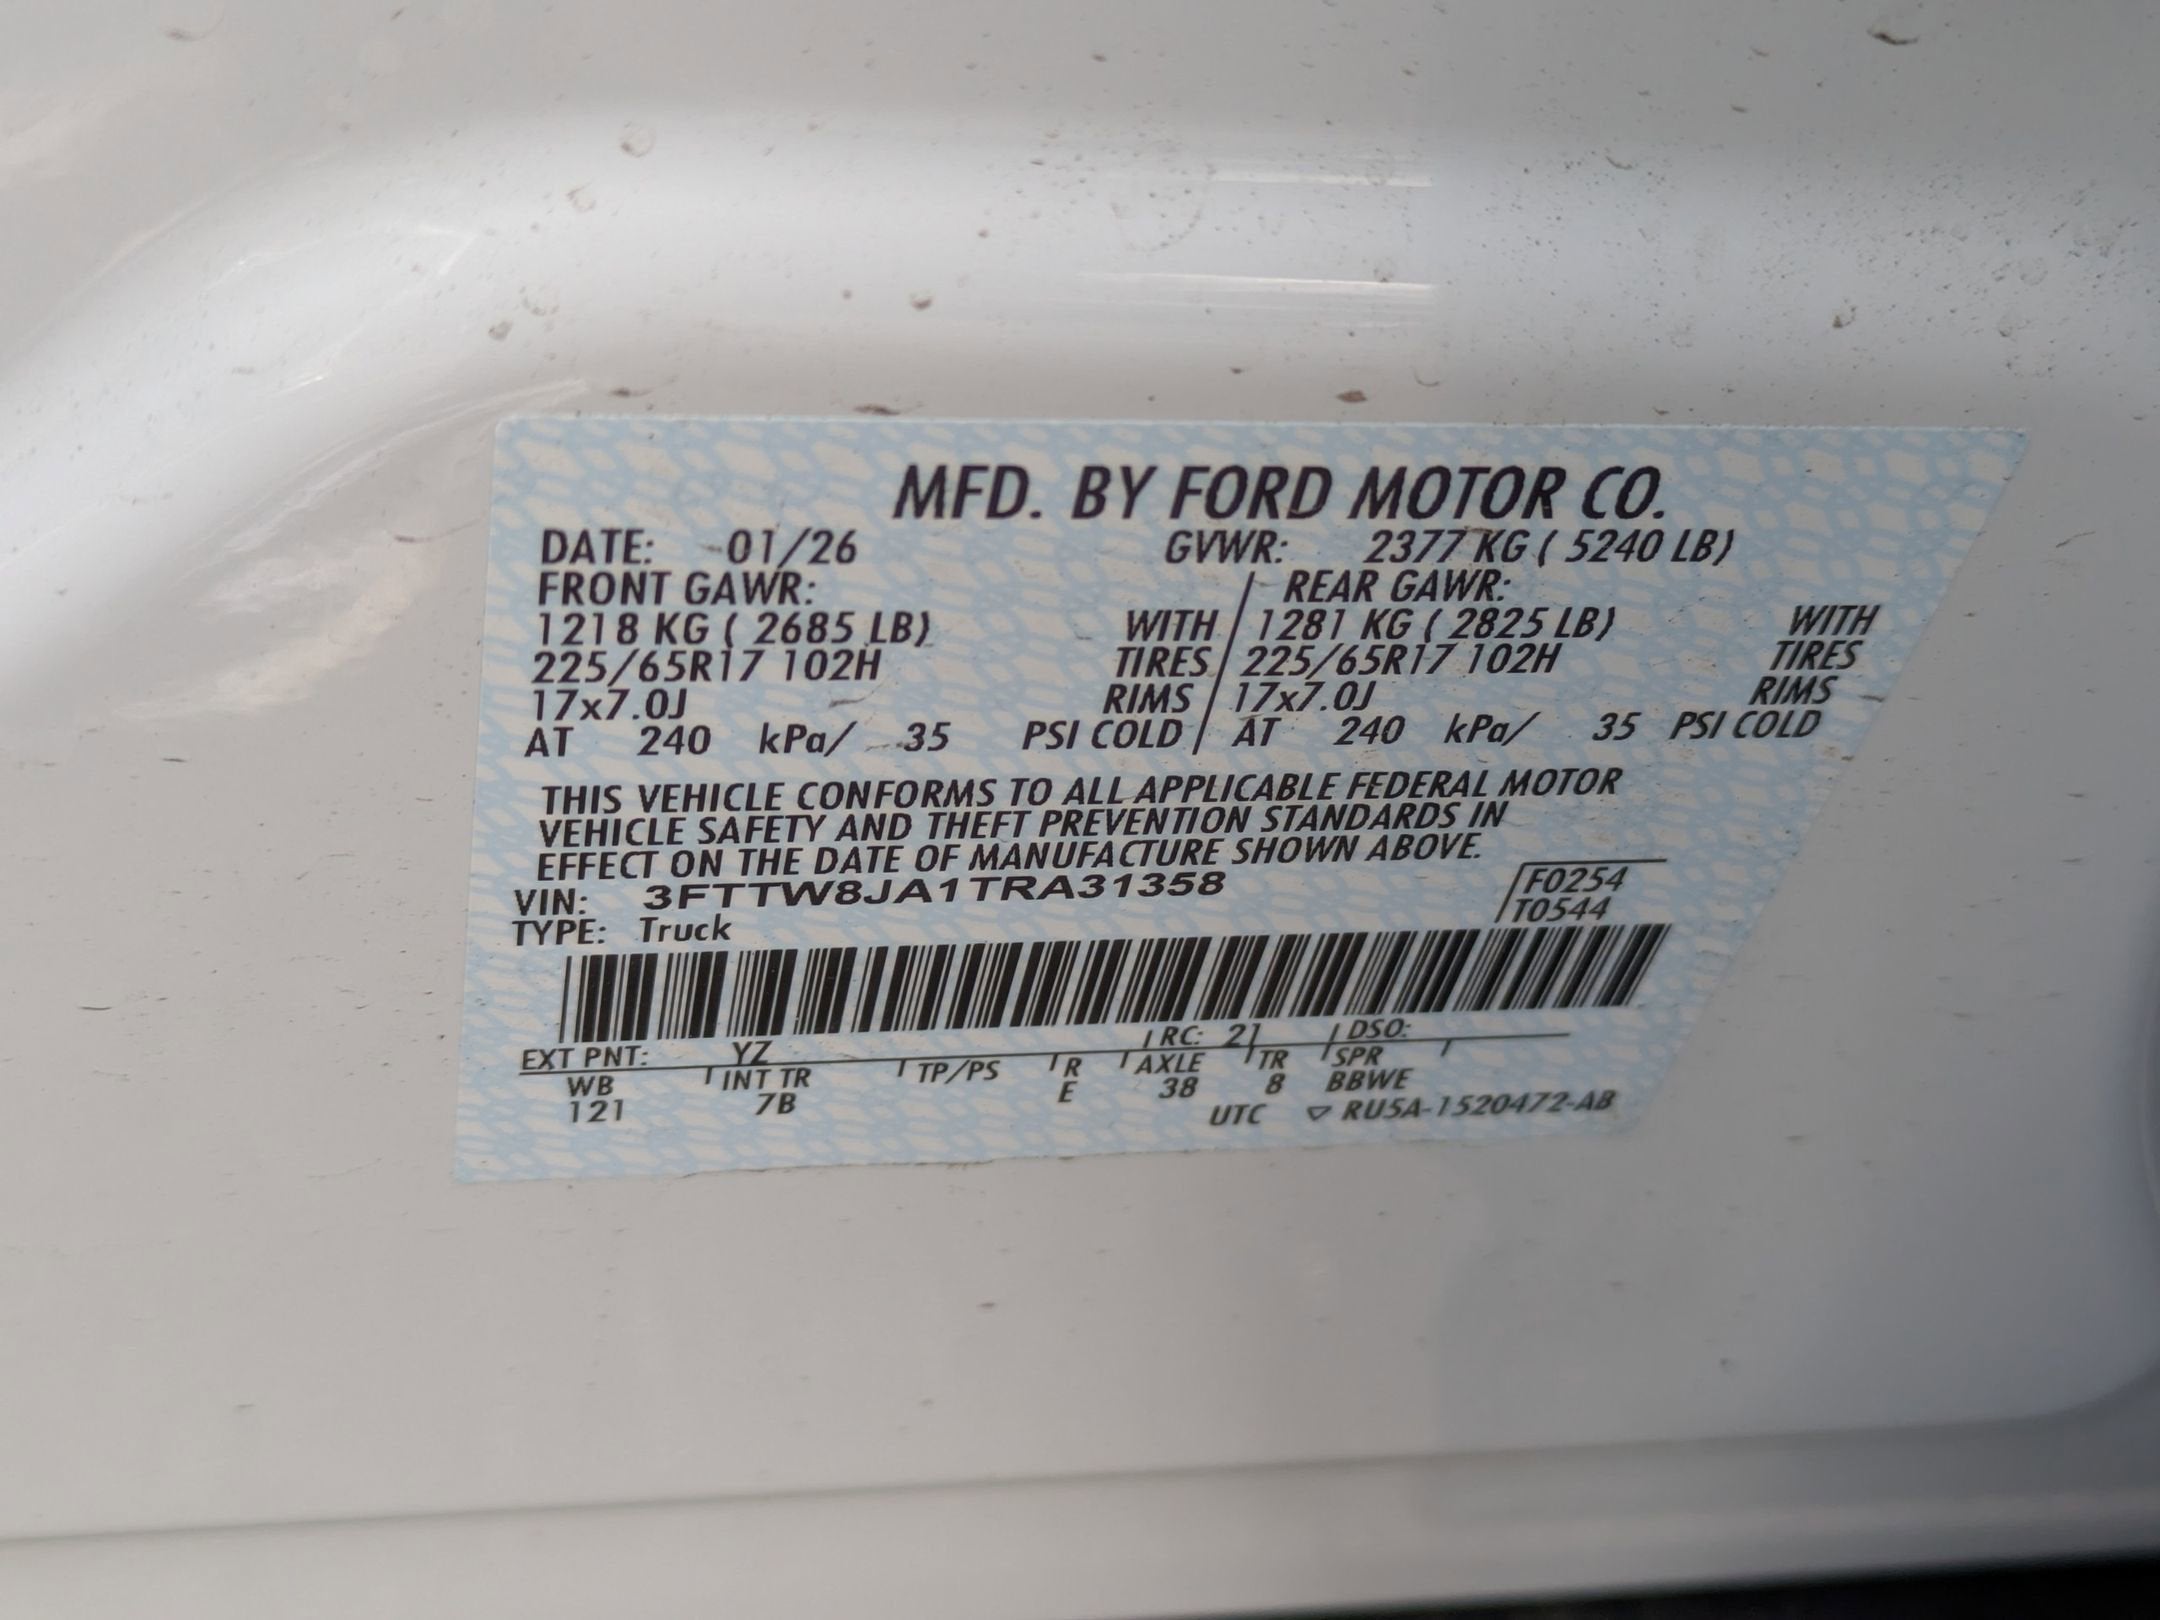 MFD. BY FORD MOTOR CO.
DATE: 01/26 GVWR: 2377 KG ( 5240 LB)
FRONT GAWR: / REAR GAWR:
1218 KG ( 2685 LB) WITH / 1281 KG ( 2825 LB) WITH
225/65R17 102H TIRES / 225/65R17 102H TIRES
17x7.0J RIMS / 17x7.0J RIMS
AT 240 kPa/ 35 PSI COLD / AT 240 kPa/ 35 PSI COLD
THIS VEHICLE CONFORMS TO ALL APPLICABLE FEDERAL MOTOR
VEHICLE SAFETY AND THEFT PREVENTION STANDARDS IN
EFFECT ON THE DATE OF MANUFACTURE SHOWN ABOVE.
VIN: 3FTTW8JA1TRA31358 F0254
TYPE: Truck T0544
EXT PNT: YZ RC: 21 DSO:
WB INT TR TP/PS R AXLE TR SPR
121 7B E 38 8 BBWE
UTC ▽ RU5A-1520472-AB